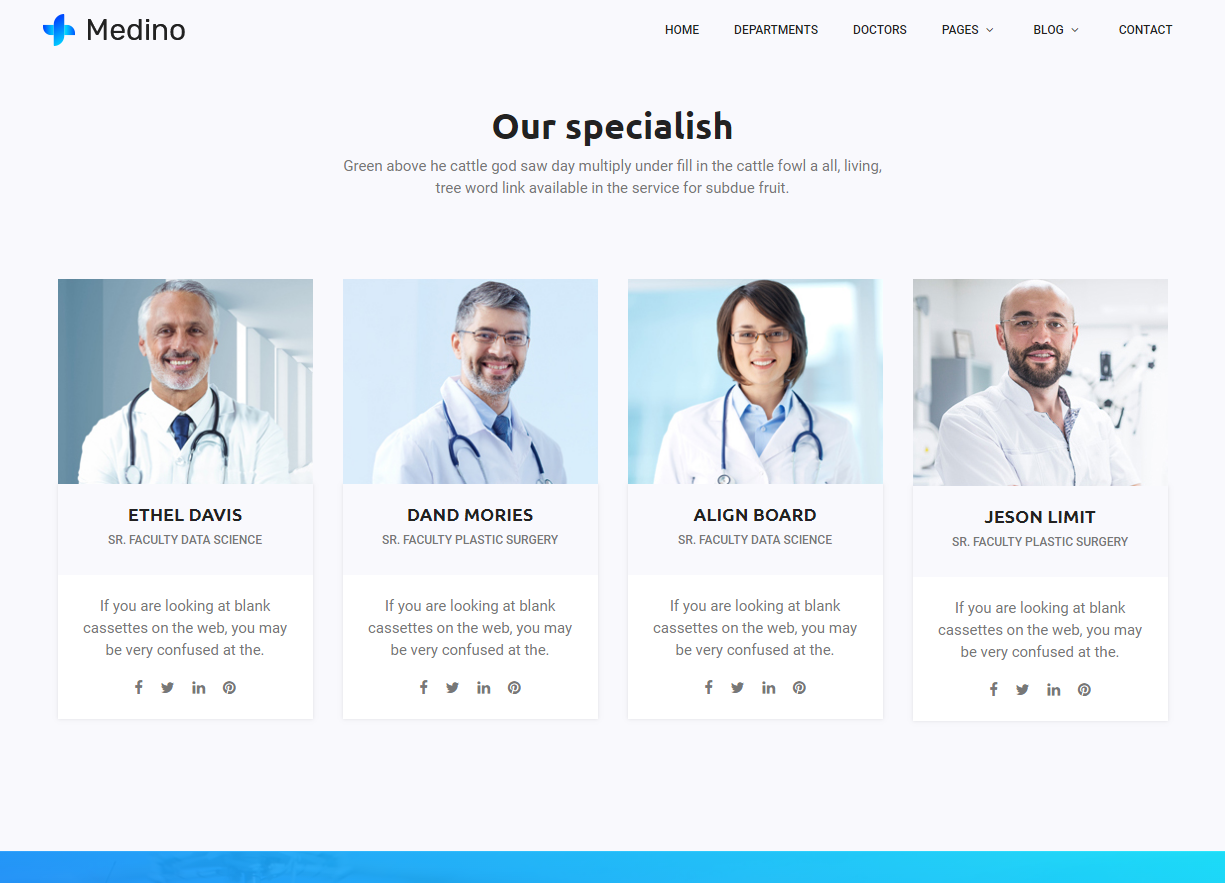 Medino
HOME DEPARTMENTS DOCTORS PAGES BLOG CONTACT
Our specialish
Green above he cattle god saw day multiply under fill in the cattle fowl a all, living,
tree word link available in the service for subdue fruit.
ETHEL DAVIS
SR. FACULTY DATA SCIENCE
If you are looking at blank
cassettes on the web, you may
be very confused at the.
DAND MORIES
SR. FACULTY PLASTIC SURGERY
If you are looking at blank
cassettes on the web, you may
be very confused at the.
ALIGN BOARD
SR. FACULTY DATA SCIENCE
If you are looking at blank
cassettes on the web, you may
be very confused at the.
JESON LIMIT
SR. FACULTY PLASTIC SURGERY
If you are looking at blank
cassettes on the web, you may
be very confused at the.